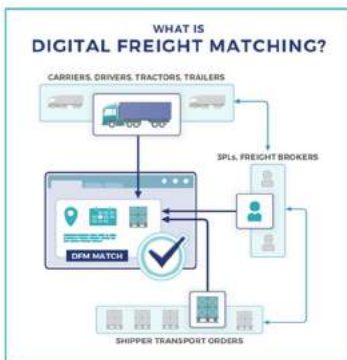 WHAT IS
DIGITAL FREIGHT MATCHING?
CARRIERS, DRIVERS, TRACTORS, TRAILERS
3PLs, FREIGHT BROKERS
DFM MATCH
SHIPPER TRANSPORT ORDERS